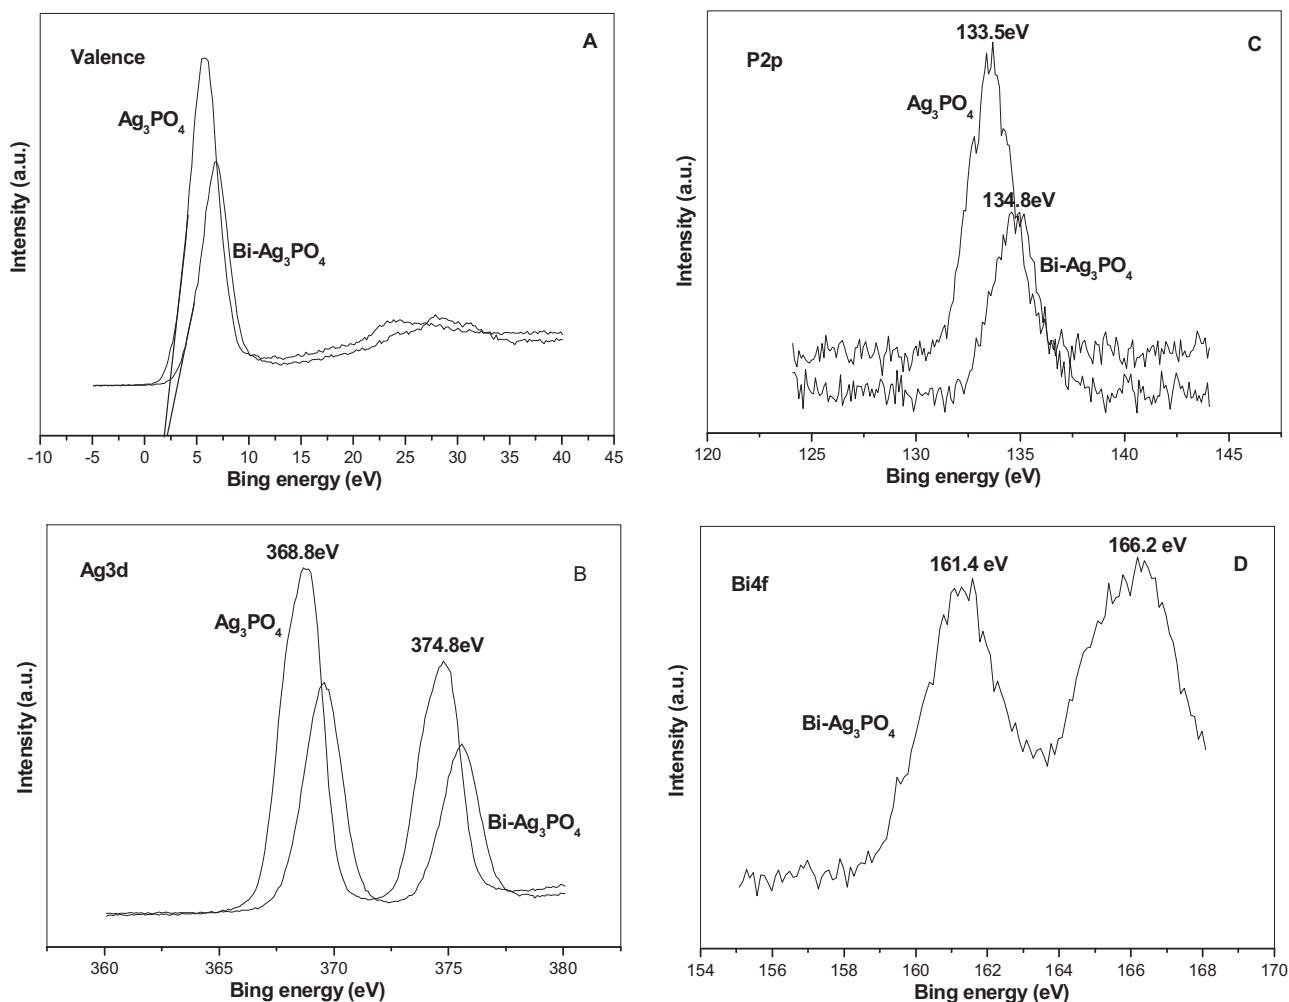 Valence
A
Ag₃PO₄
Bi-Ag₃PO₄
Intensity (a.u.)
-10 -5 0 5 10 15 20 25 30 35 40 45
Bing energy (eV)
133.5eV
P2p
C
Ag₃PO₄
134.8eV
Bi-Ag₃PO₄
Intensity (a.u.)
120 125 130 135 140 145
Bing energy (eV)
368.8eV
Ag3d
B
Ag₃PO₄
374.8eV
Bi-Ag₃PO₄
Intensity (a.u.)
360 365 370 375 380
Bing energy (eV)
166.2 eV
161.4 eV
D
Bi4f
Bi-Ag₃PO₄
Intensity (a.u.)
154 156 158 160 162 164 166 168 170
Bing energy (eV)